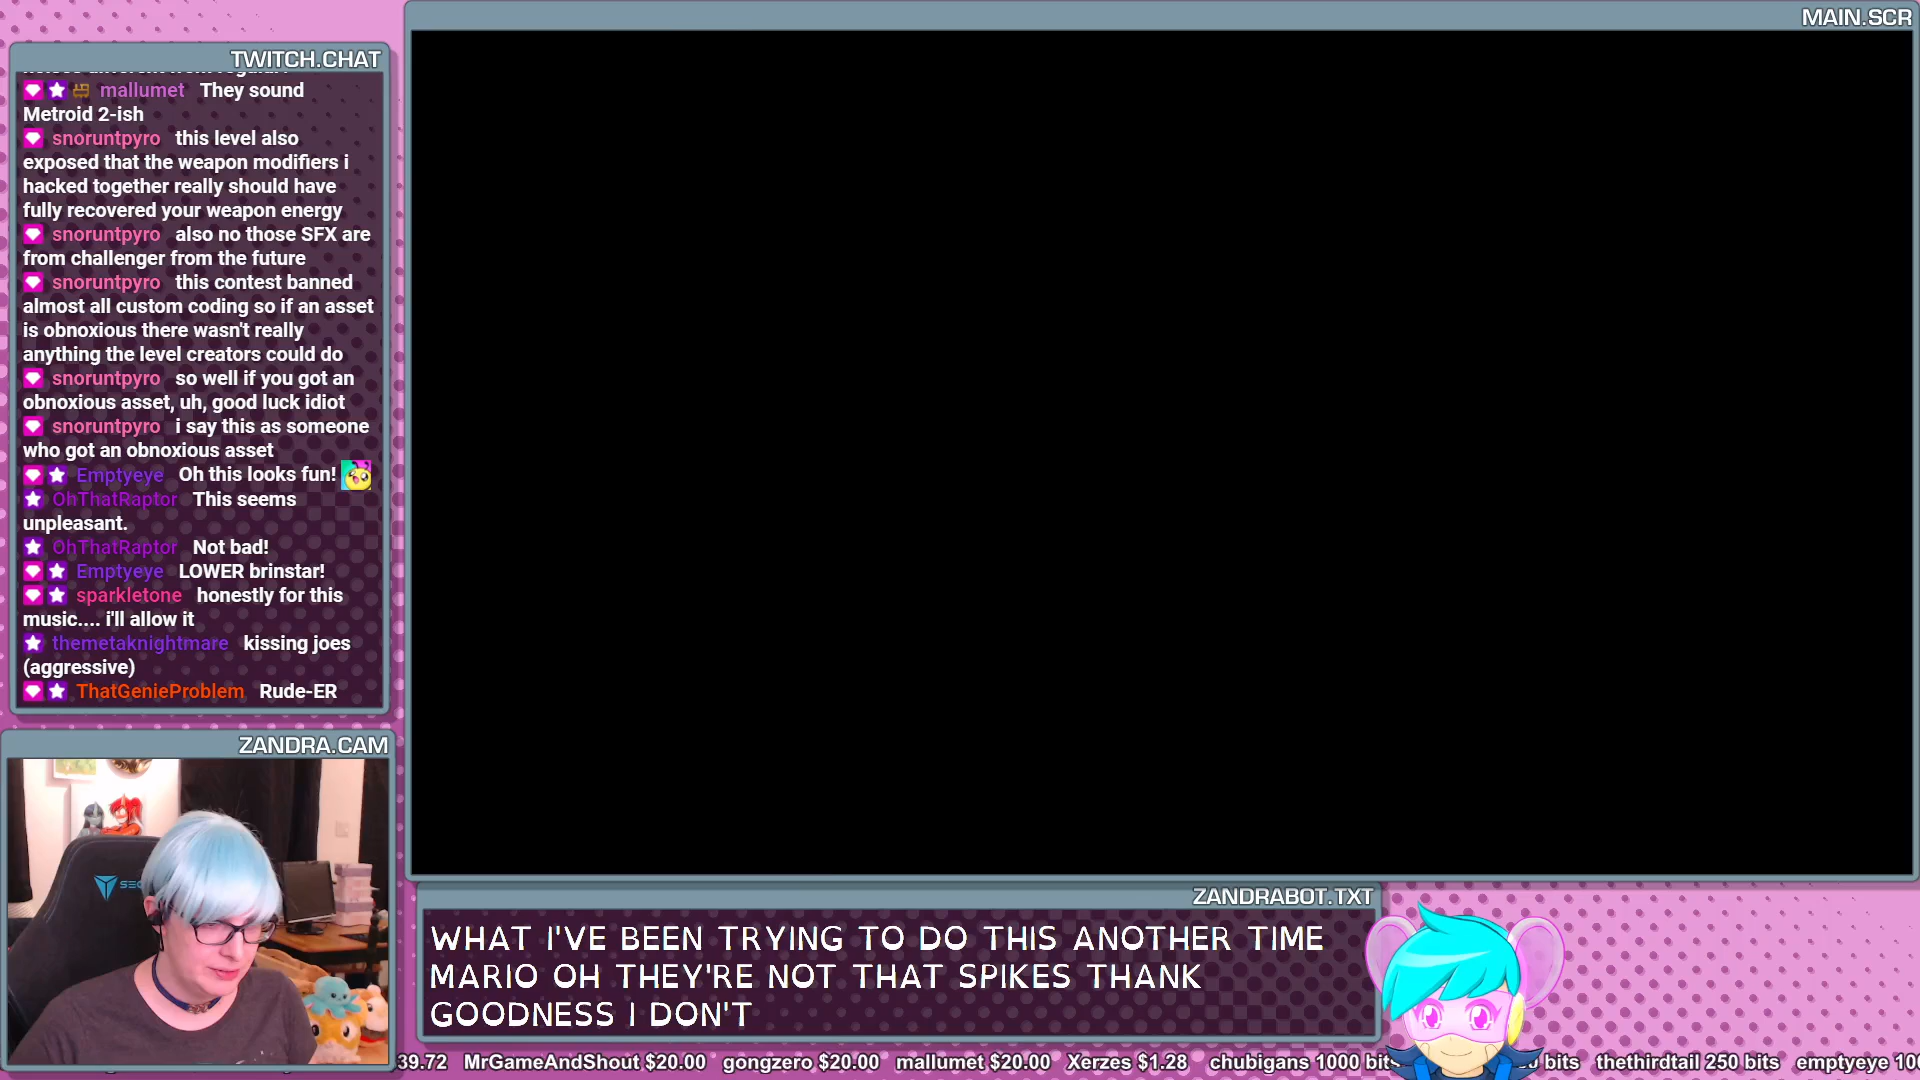 MAIN.SCR
TWITCH.CHAT
mallumet They sound
Metroid 2-ish
snoruntpyro this level also
exposed that the weapon modifiers i
hacked together really should have
fully recovered your weapon energy
snoruntpyro also no those SFX are
from challenger from the future
snoruntpyro this contest banned
almost all custom coding so if an asset
is obnoxious there wasn't really
anything the level creators could do
snoruntpyro so well if you got an
obnoxious asset, uh, good luck idiot
snoruntpyro i say this as someone
who got an obnoxious asset
Emptyeye Oh this looks fun!
OhThatRaptor This seems
unpleasant.
OhThatRaptor Not bad!
Emptyeye LOWER brinstar!
sparkletone honestly for this
music.... i'll allow it
themetaknightmare kissing joes
(aggressive)
ThatGenieProblem Rude-ER
ZANDRA.CAM
ZANDRABOT.TXT
WHAT I'VE BEEN TRYING TO DO THIS ANOTHER TIME
MARIO OH THEY'RE NOT THAT SPIKES THANK
GOODNESS I DON'T
39.72 MrGameAndShout $20.00 gongzero $20.00 mallumet $20.00 Xerzes $1.28 chubigans 1000 bits bits thethirdtail 250 bits emptyeye 100